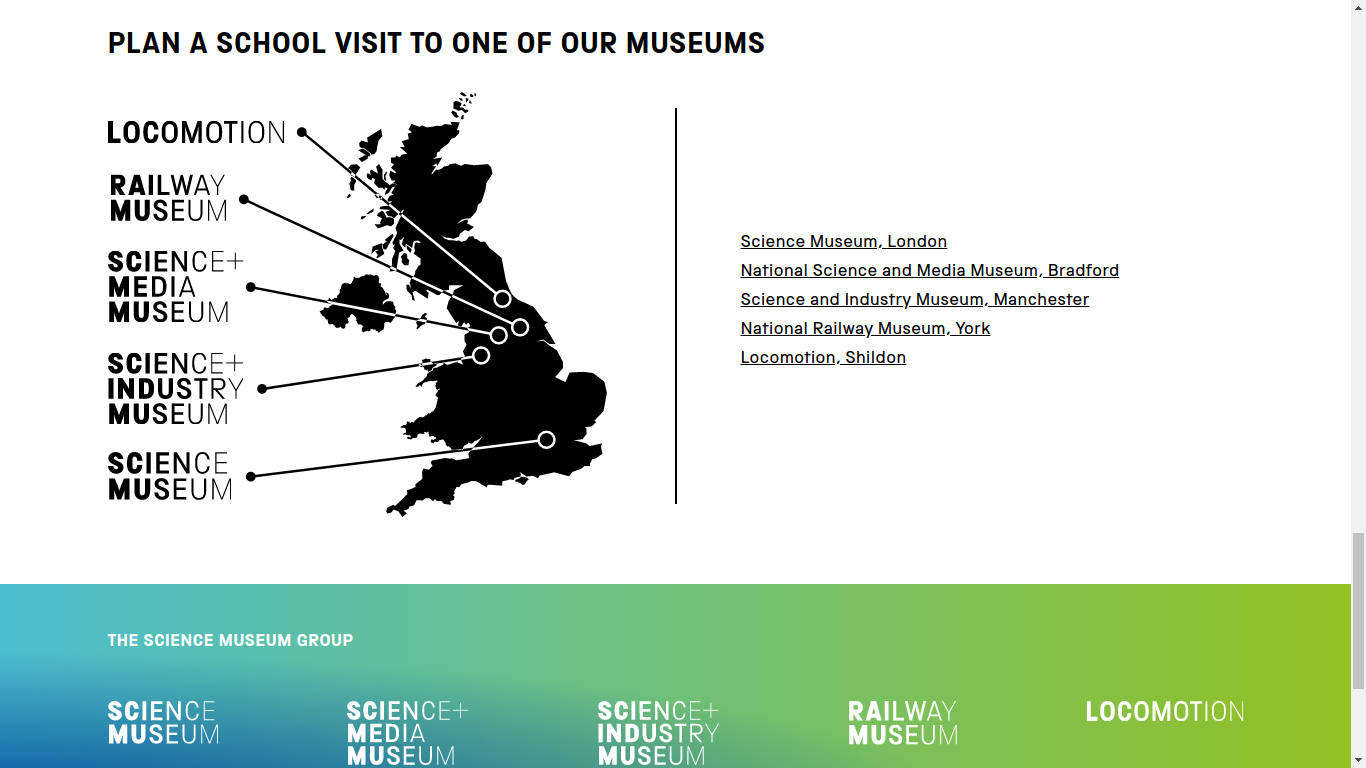 PLAN A SCHOOL VISIT TO ONE OF OUR MUSEUMS
LOCOMOTION
RAILWAY
MUSEUM
SCIENCE+
MEDIA
MUSEUM
SCIENCE+
INDUSTRY
MUSEUM
SCIENCE
MUSEUM
Science Museum, London
National Science and Media Museum, Bradford
Science and Industry Museum, Manchester
National Railway Museum, York
Locomotion, Shildon
THE SCIENCE MUSEUM GROUP
SCIENCE
MUSEUM
SCIENCE+
MEDIA
MUSEUM
SCIENCE+
INDUSTRY
MUSEUM
RAILWAY
MUSEUM
LOCOMOTION